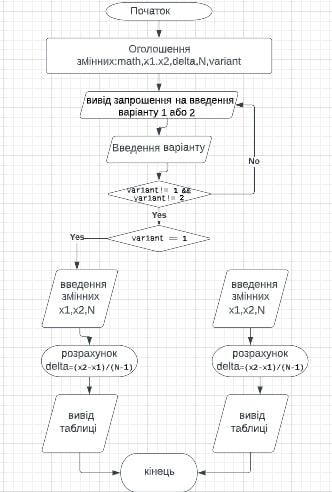 Початок
Оголошення
змінних:math,x1.x2,delta,N,variant
вивід запрошення на введення
варіанту 1 або 2
Введення варіанту
No
variant!= 1 &&
variant!= 2
Yes
Yes
variant == 1
введення
змінних
x1,x2,N
введення
змінних
x1,x2,N
розрахунок
delta=(x2-x1)/(N-1)
розрахунок
delta=(x2-x1)/(N-1)
вивід
таблиці
вивід
таблиці
кінець